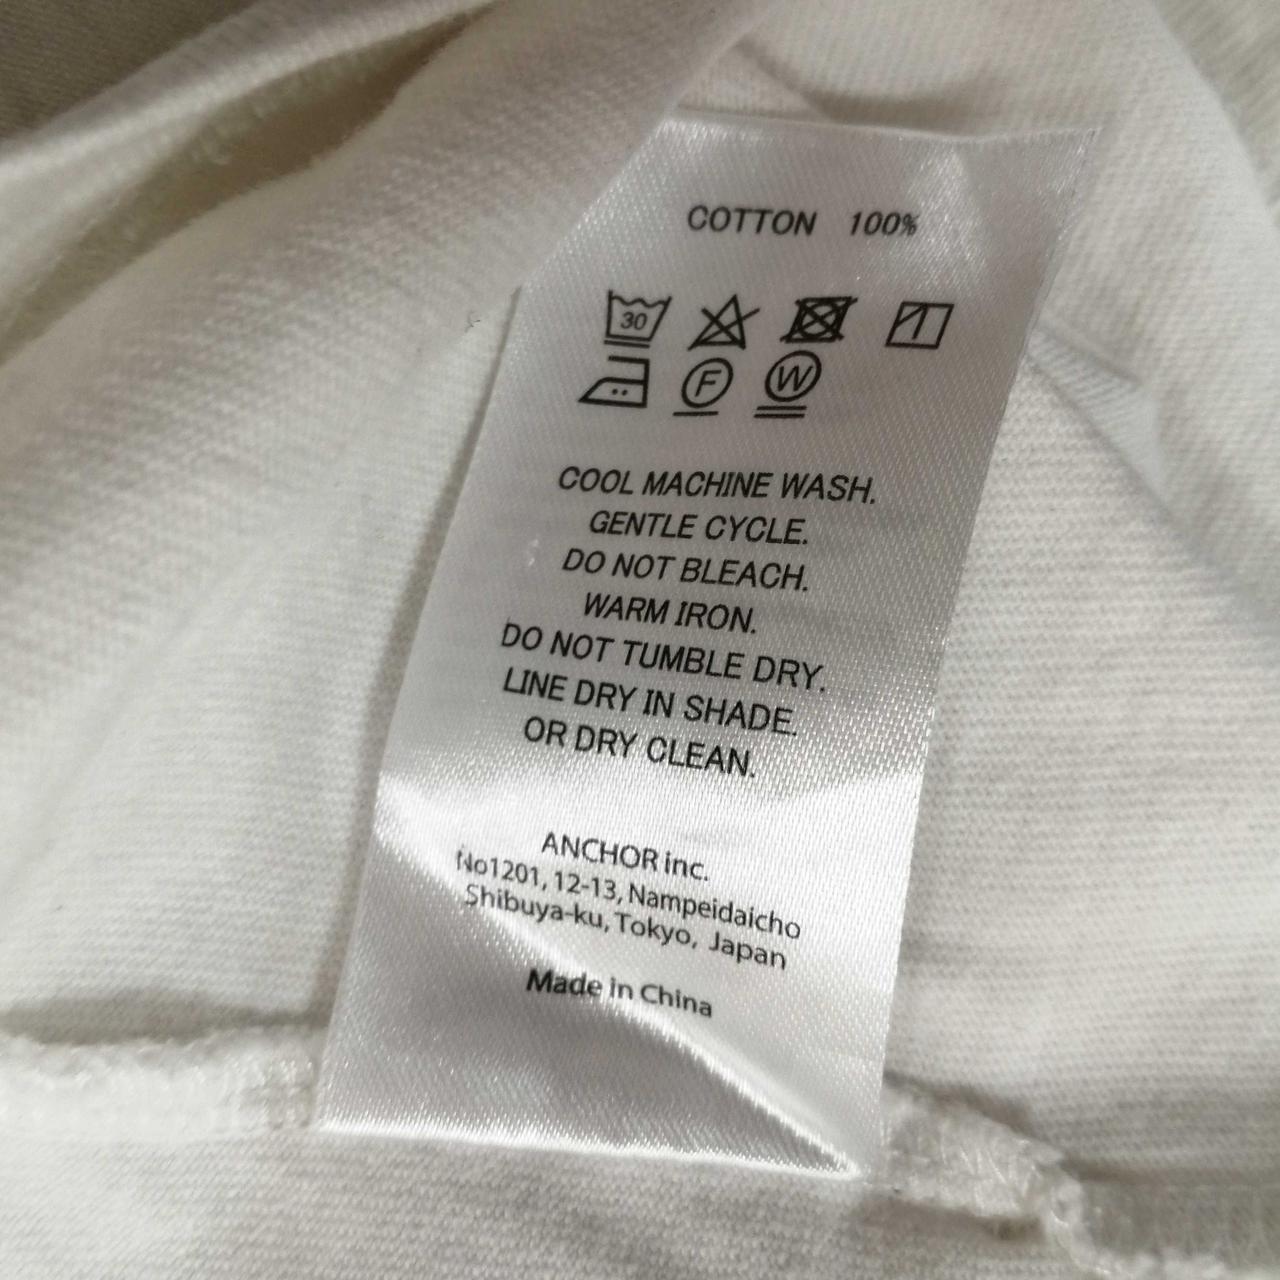 COTTON 100%
30
F W
COOL MACHINE WASH.
GENTLE CYCLE.
DO NOT BLEACH.
WARM IRON.
DO NOT TUMBLE DRY.
LINE DRY IN SHADE.
OR DRY CLEAN.
ANCHOR inc.
No1201, 12-13, Nampeidaicho
Shibuya-ku, Tokyo, Japan
Made in China